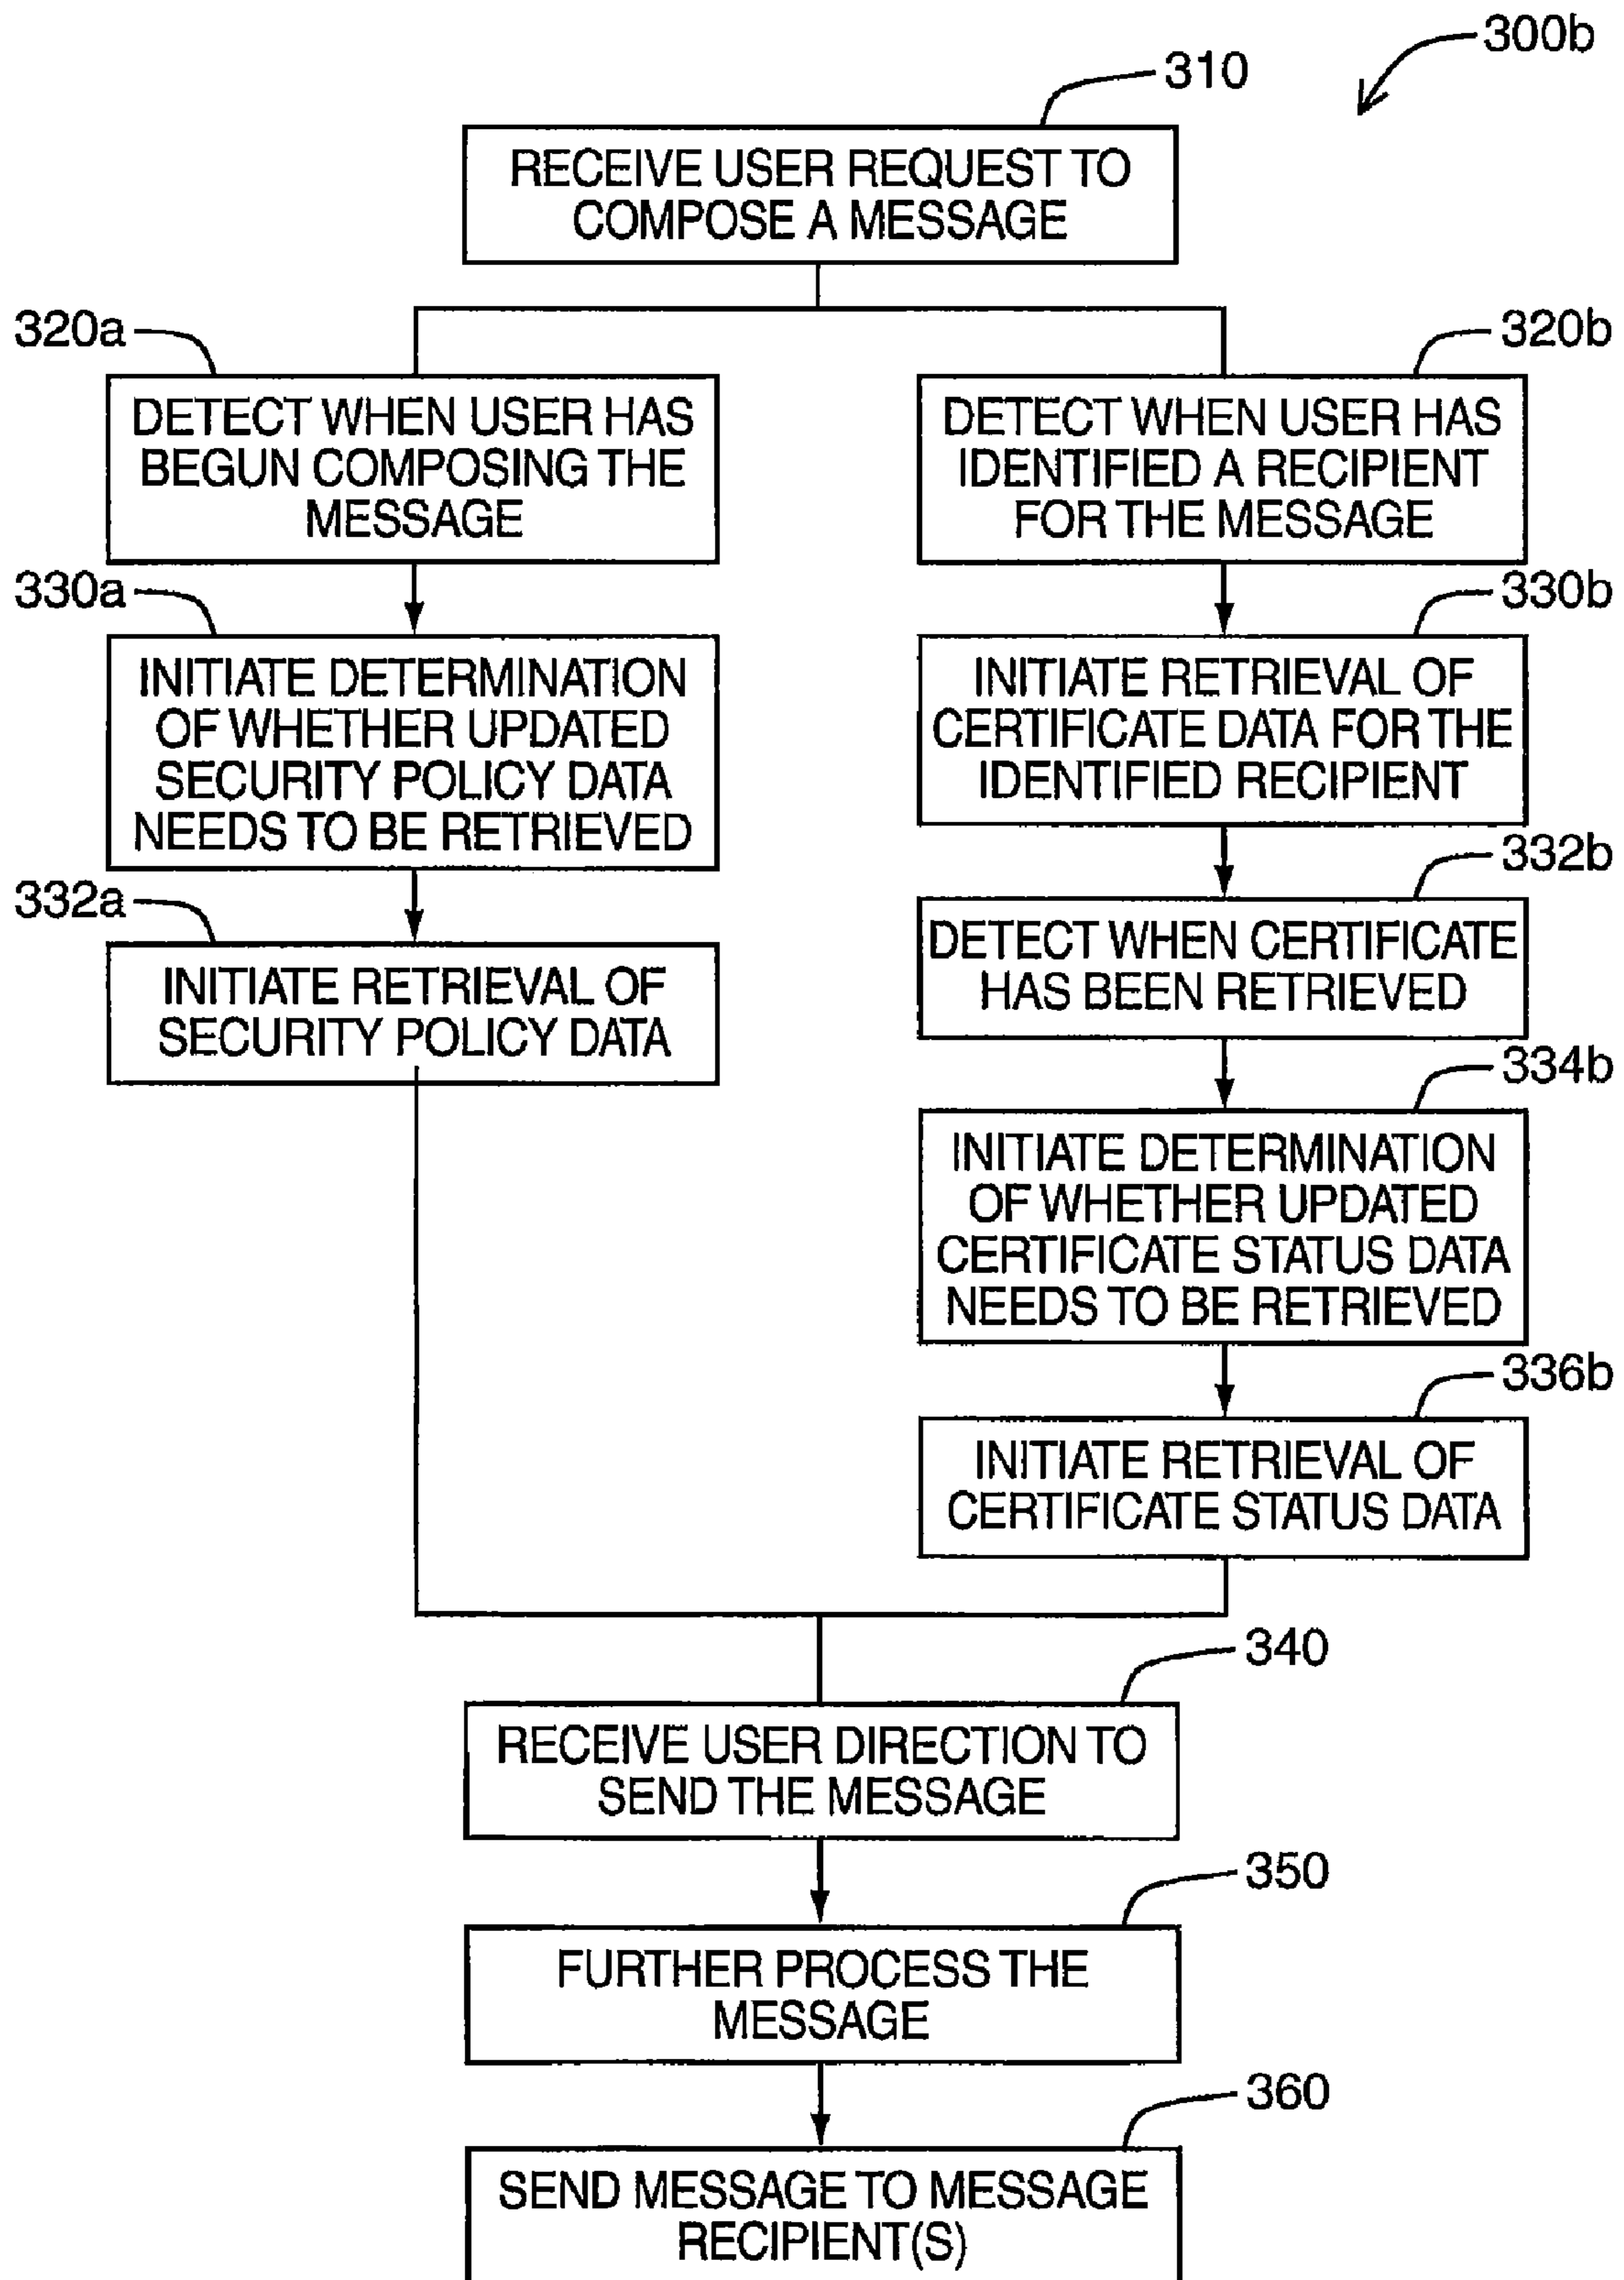 300b
310
RECEIVE USER REQUEST TO
COMPOSE A MESSAGE
320a
DETECT WHEN USER HAS
BEGUN COMPOSING THE
MESSAGE
320b
DETECT WHEN USER HAS
IDENTIFIED A RECIPIENT
FOR THE MESSAGE
330a
INITIATE DETERMINATION
OF WHETHER UPDATED
SECURITY POLICY DATA
NEEDS TO BE RETRIEVED
330b
INITIATE RETRIEVAL OF
CERTIFICATE DATA FOR THE
IDENTIFIED RECIPIENT
332a
INITIATE RETRIEVAL OF
SECURITY POLICY DATA
332b
DETECT WHEN CERTIFICATE
HAS BEEN RETRIEVED
334b
INITIATE DETERMINATION
OF WHETHER UPDATED
CERTIFICATE STATUS DATA
NEEDS TO BE RETRIEVED
336b
INITIATE RETRIEVAL OF
CERTIFICATE STATUS DATA
340
RECEIVE USER DIRECTION TO
SEND THE MESSAGE
350
FURTHER PROCESS THE
MESSAGE
360
SEND MESSAGE TO MESSAGE
RECIPIENT(S)